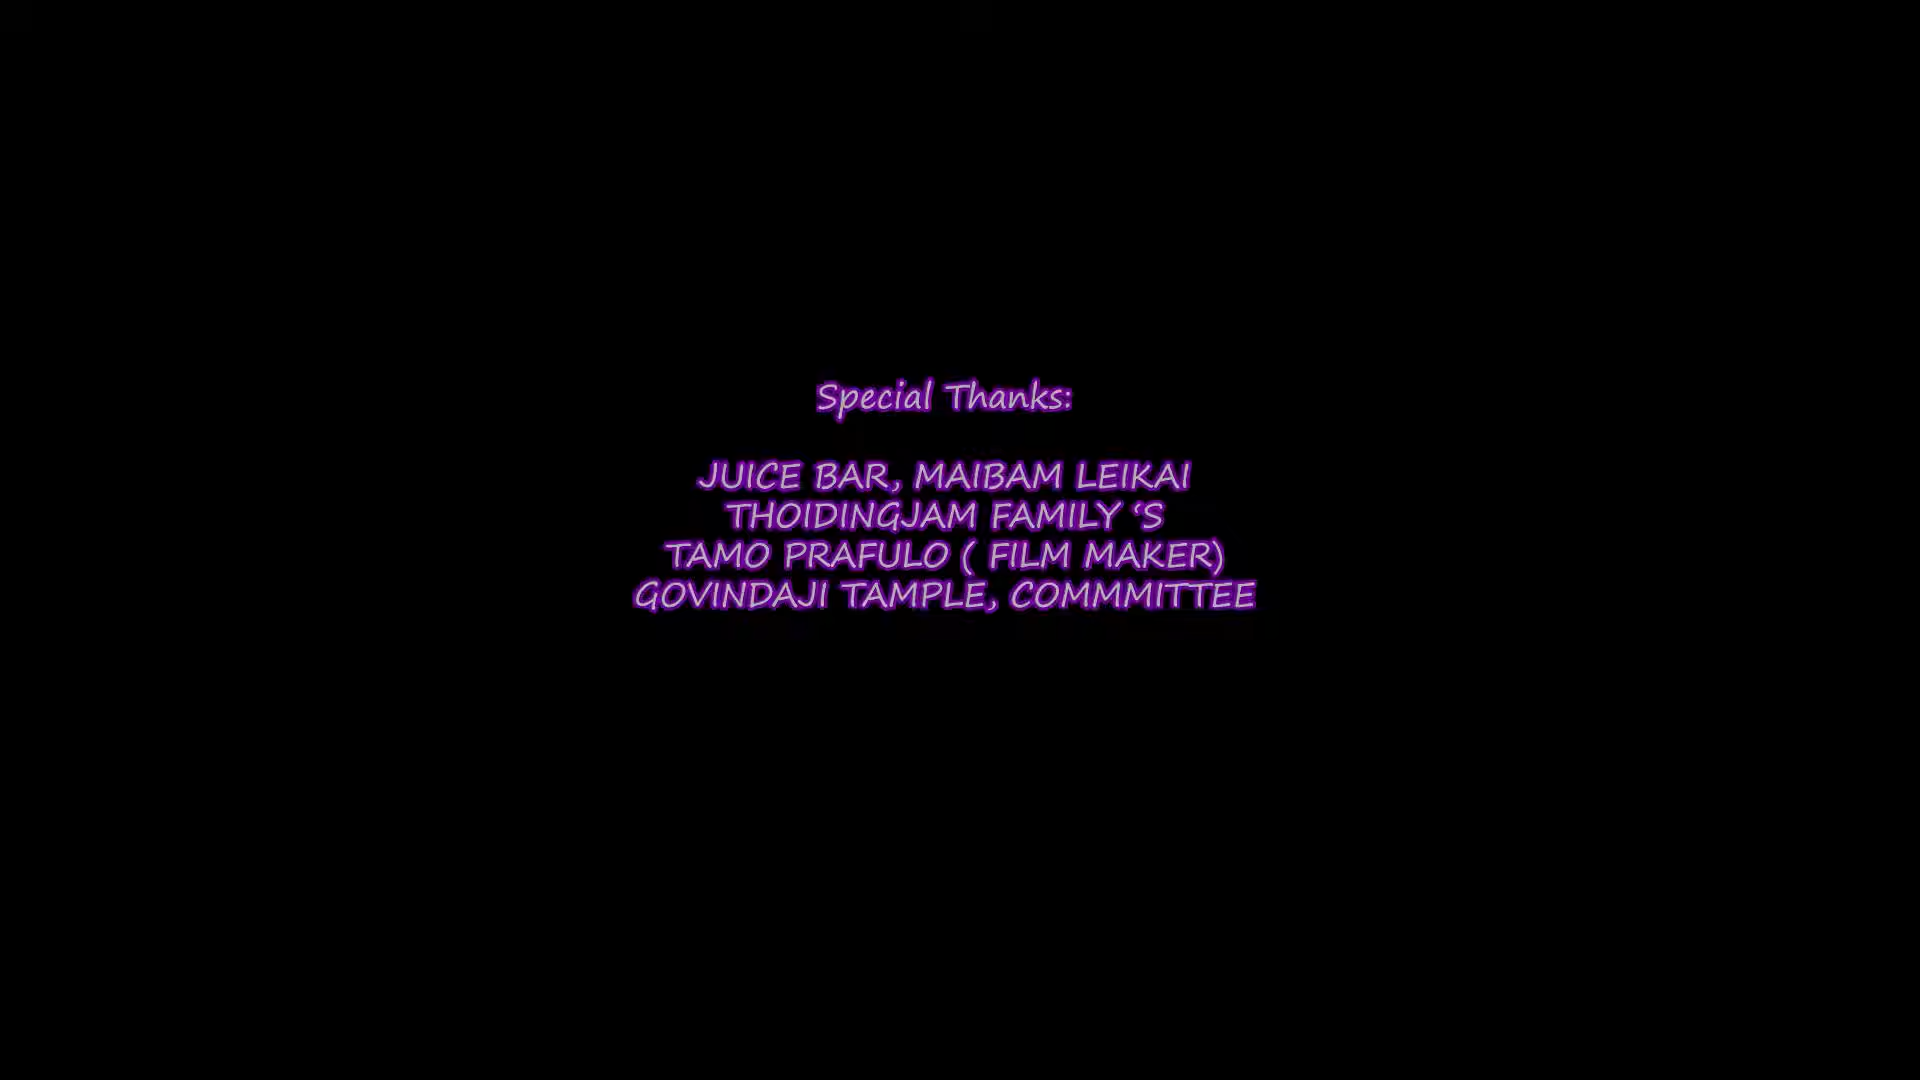 Special Thanks:
JUICE BAR, MAIBAM LEIKAI
THOIDINGJAM FAMILY ‘S
TAMO PRAFULO ( FILM MAKER)
GOVINDAJI TAMPLE, COMMMITTEE